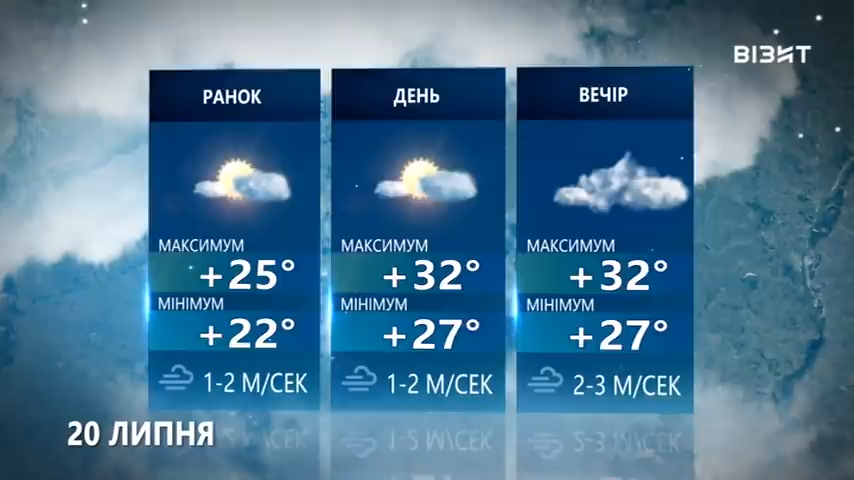 ВІЗИТ
РАНОК
МАКСИМУМ
+25°
МІНІМУМ
+22°
1-2 М/СЕК
ДЕНЬ
МАКСИМУМ
+32°
МІНІМУМ
+27°
1-2 М/СЕК
ВЕЧІР
МАКСИМУМ
+32°
МІНІМУМ
+27°
2-3 М/СЕК
20 ЛИПНЯ